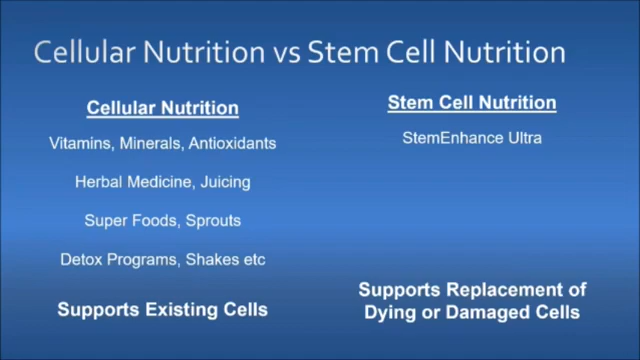 Cellular Nutrition vs Stem Cell Nutrition
Cellular Nutrition
Vitamins, Minerals, Antioxidants
Herbal Medicine, Juicing
Super Foods, Sprouts
Detox Programs, Shakes etc
Supports Existing Cells
Stem Cell Nutrition
StemEnhance Ultra
Supports Replacement of
Dying or Damaged Cells